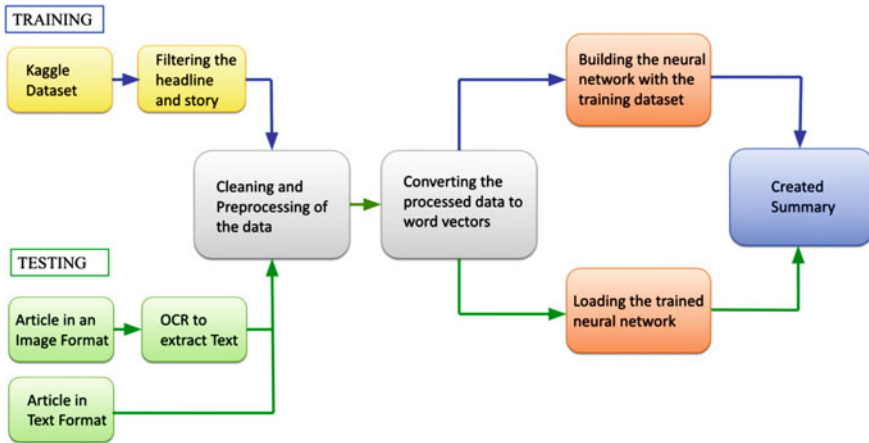 TRAINING
Kaggle
Dataset
Filtering the
headline
and story
Building the neural
network with the
training dataset
Cleaning and
Preprocessing of
the data
Converting the
processed data to
word vectors
Created
Summary
TESTING
Article in an
Image Format
OCR to
extract Text
Loading the trained
neural network
Article in
Text Format